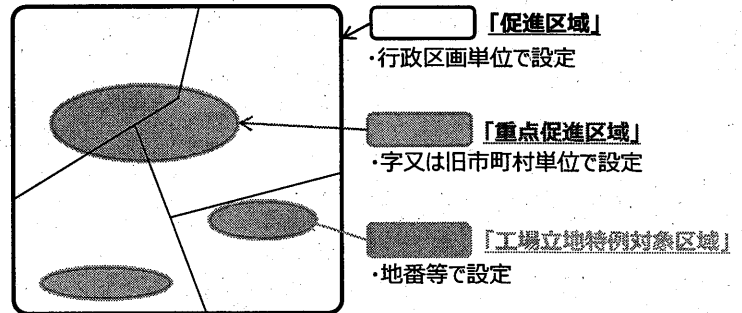 「促進区域」
・行政区画単位で設定
「重点促進区域」
・字又は旧市町村単位で設定
「工場立地特例対象区域」
・地番等で設定